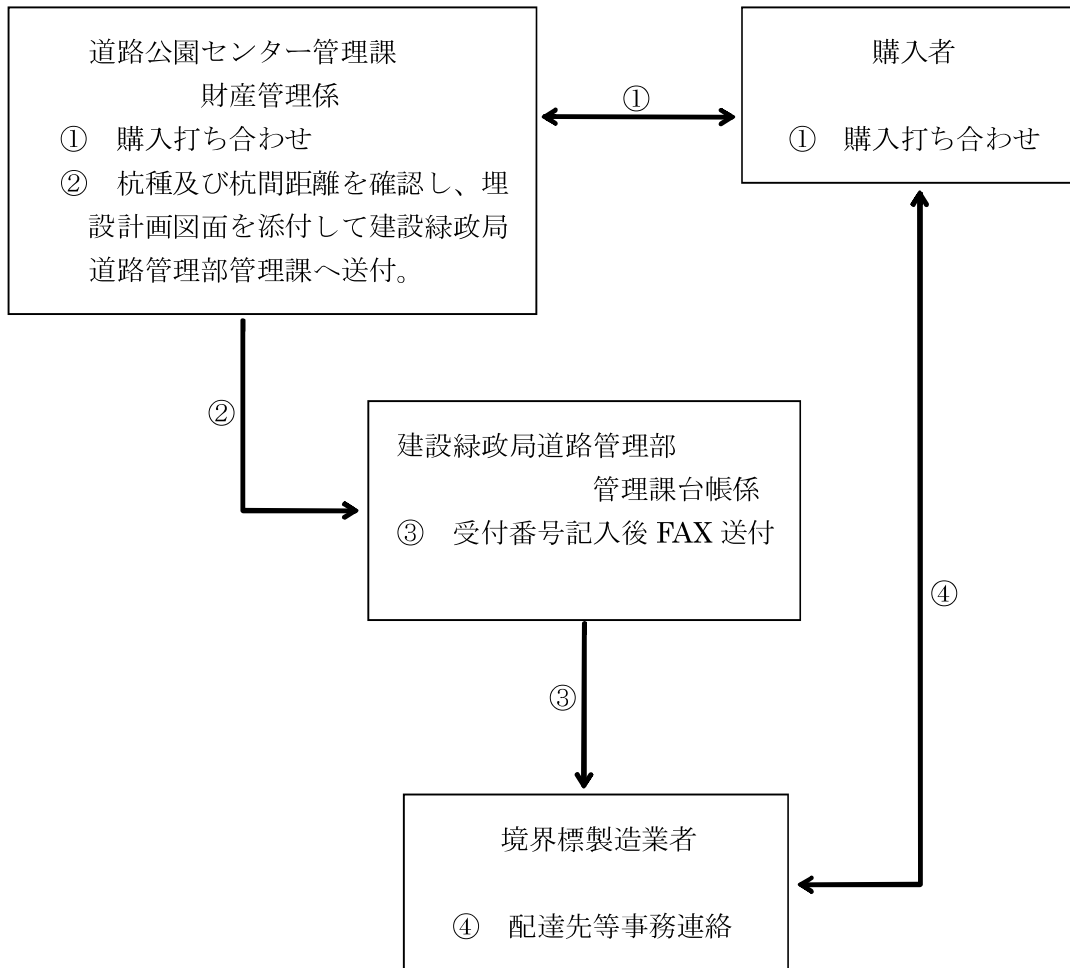 道路公園センター管理課
財産管理係
① 購入打ち合わせ
② 杭種及び杭間距離を確認し、埋
設計画図面を添付して建設緑政局
道路管理部管理課へ送付。
①
購入者
① 購入打ち合わせ
②
建設緑政局道路管理部
管理課台帳係
③ 受付番号記入後 FAX 送付
④
③
境界標製造業者
④ 配達先等事務連絡